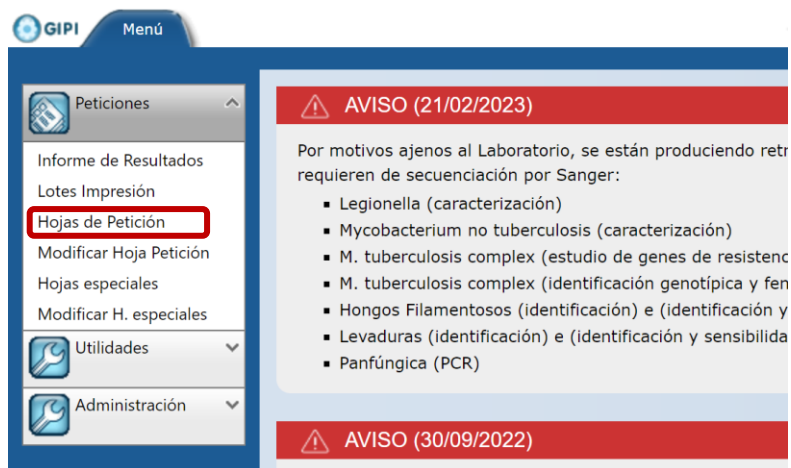 GIPI
Menú
Peticiones
Informe de Resultados
Lotes Impresión
Hojas de Petición
Modificar Hoja Petición
Hojas especiales
Modificar H. especiales
Utilidades
Administración
AVISO (21/02/2023)
Por motivos ajenos al Laboratorio, se están produciendo retr
requieren de secuenciación por Sanger:
Legionella (caracterización)
Mycobacterium no tuberculosis (caracterización)
M. tuberculosis complex (estudio de genes de resistenc
M. tuberculosis complex (identificación genotípica y fen
Hongos Filamentosos (identificación) e (identificación y
Levaduras (identificación) e (identificación y sensibilida
Panfúngica (PCR)
AVISO (30/09/2022)